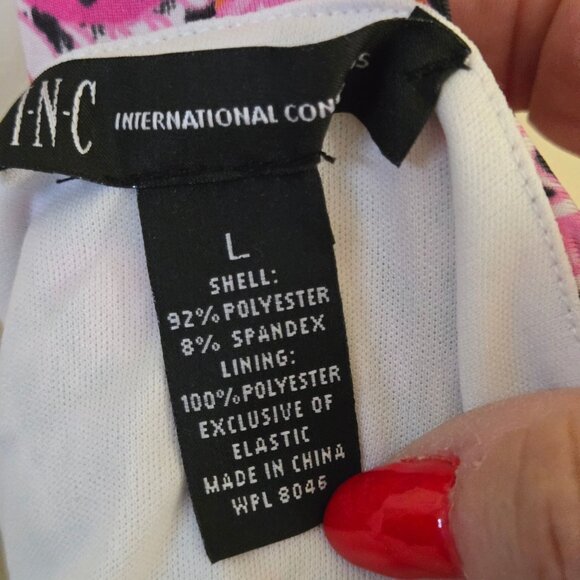 I-N-C INTERNATIONAL CON
L
SHELL:
92% POLYESTER
8% SPANDEX
LINING:
100% POLYESTER
EXCLUSIVE OF
ELASTIC
MADE IN CHINA
WPL 8046